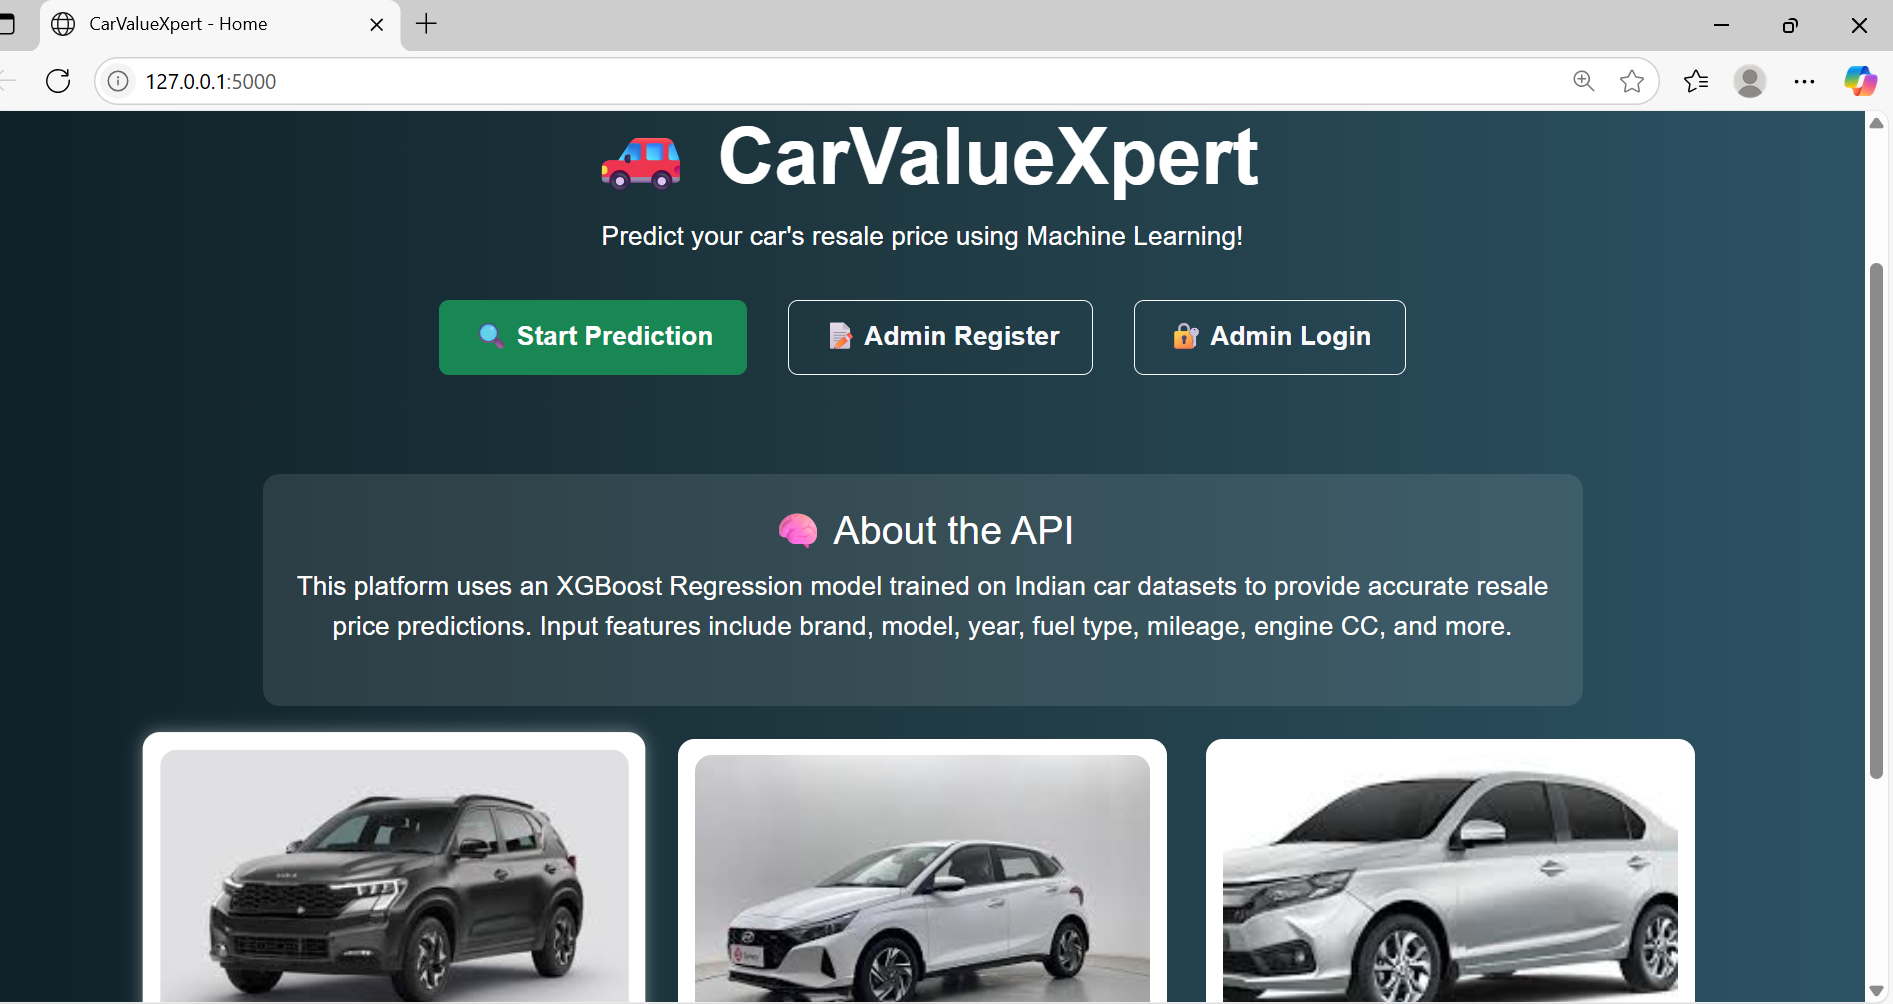 CarValueXpert - Home
127.0.0.1:5000
CarValueXpert
Predict your car's resale price using Machine Learning!
Start Prediction
Admin Register
Admin Login
About the API
This platform uses an XGBoost Regression model trained on Indian car datasets to provide accurate resale
price predictions. Input features include brand, model, year, fuel type, mileage, engine CC, and more.